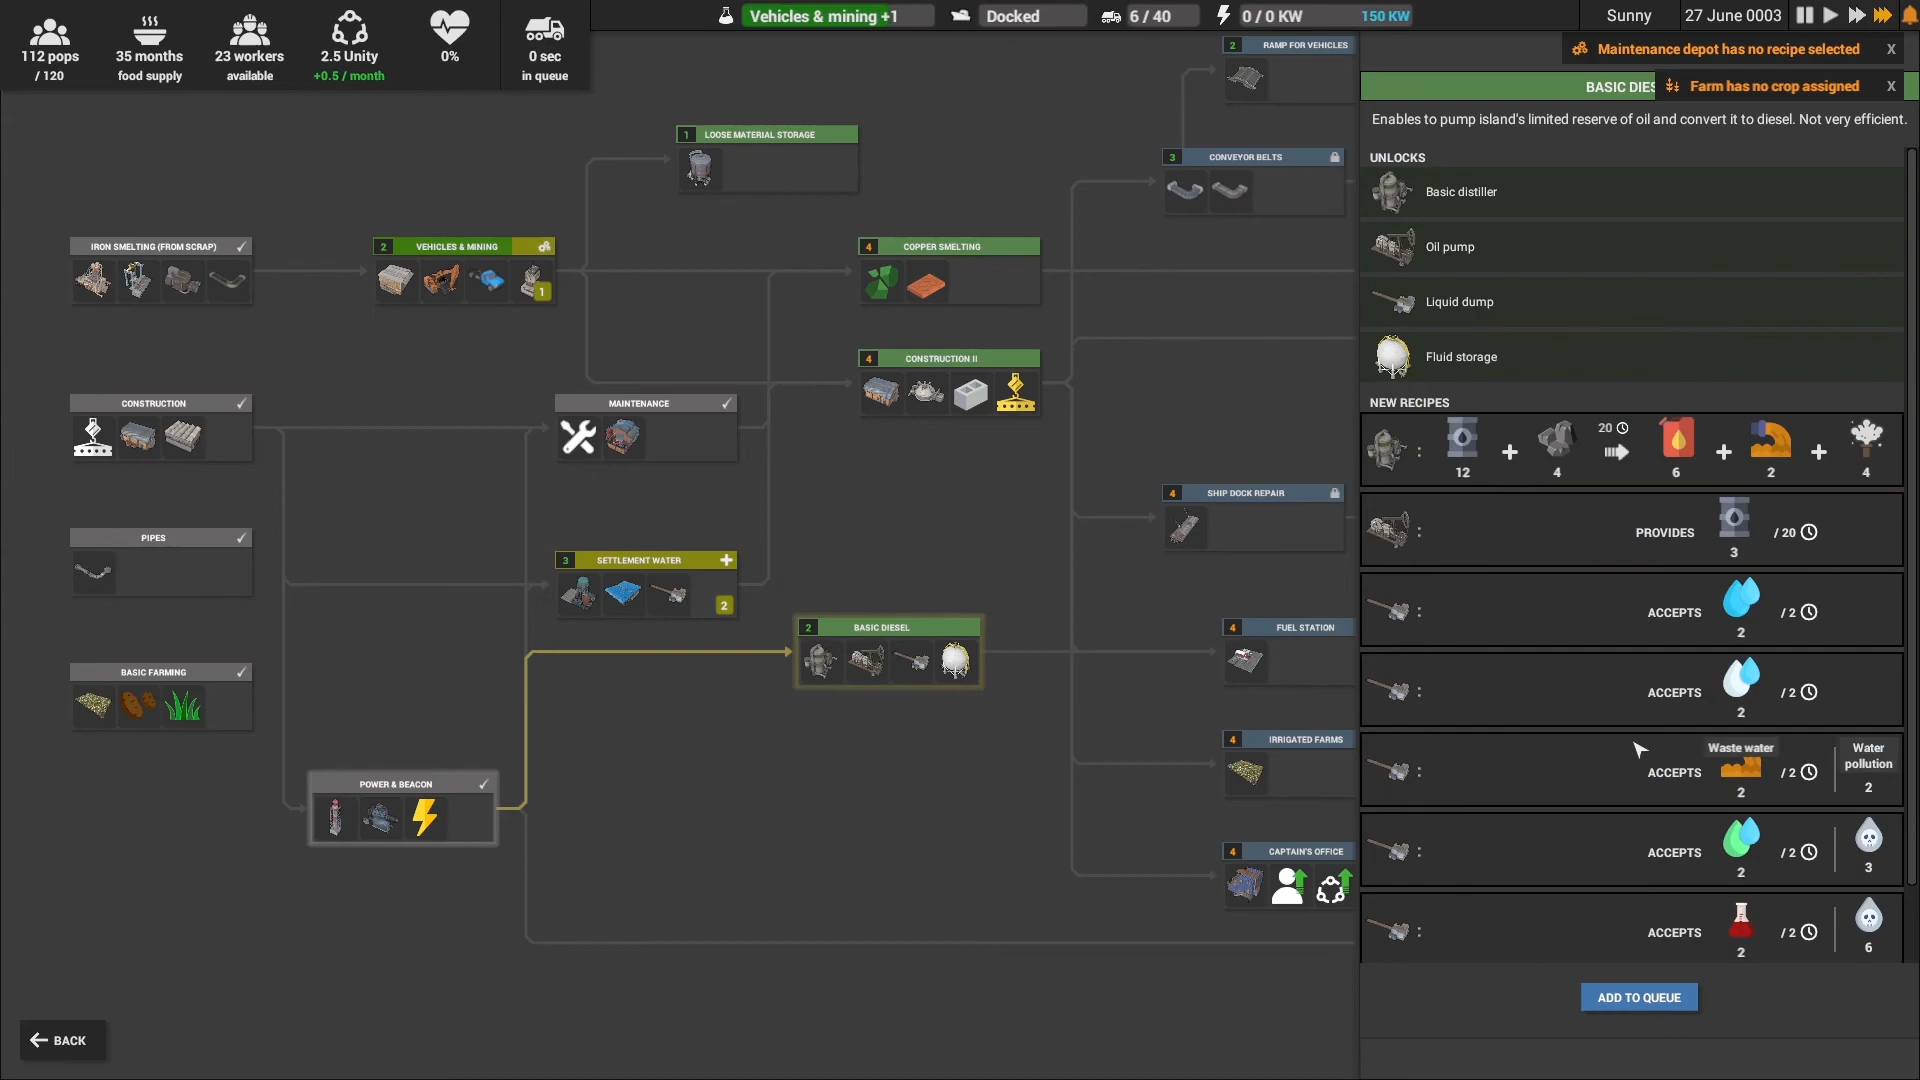 112 pops
/ 120
35 months
food supply
23 workers
available
2.5 Unity
+0.5 / month
0%
0 sec
in queue
Vehicles & mining +1
Docked
6 / 40
0 / 0 KW
150 KW
Sunny
27 June 0003
Maintenance depot has no recipe selected X
Farm has no crop assigned X
2 RAMP FOR VEHICLES
1 LOOSE MATERIAL STORAGE
3 CONVEYOR BELTS
IRON SMELTING (FROM SCRAP)
2 VEHICLES & MINING
1
4 COPPER SMELTING
4 CONSTRUCTION II
CONSTRUCTION
MAINTENANCE
4 SHIP DOCK REPAIR
PIPES
3 SETTLEMENT WATER
2
2 BASIC DIESEL
4 FUEL STATION
BASIC FARMING
4 IRRIGATED FARMS
POWER & BEACON
4 CAPTAIN'S OFFICE
BACK
BASIC DIES
Enables to pump island's limited reserve of oil and convert it to diesel. Not very efficient.
UNLOCKS
Basic distiller
Oil pump
Liquid dump
Fluid storage
NEW RECIPES
: 12 + 4 20 6 + 2 + 4
: PROVIDES 3 / 20
: ACCEPTS 2 / 2
: ACCEPTS 2 / 2
Waste water
Water pollution
: ACCEPTS 2 / 2 2
: ACCEPTS 2 / 2 3
: ACCEPTS 2 / 2 6
ADD TO QUEUE